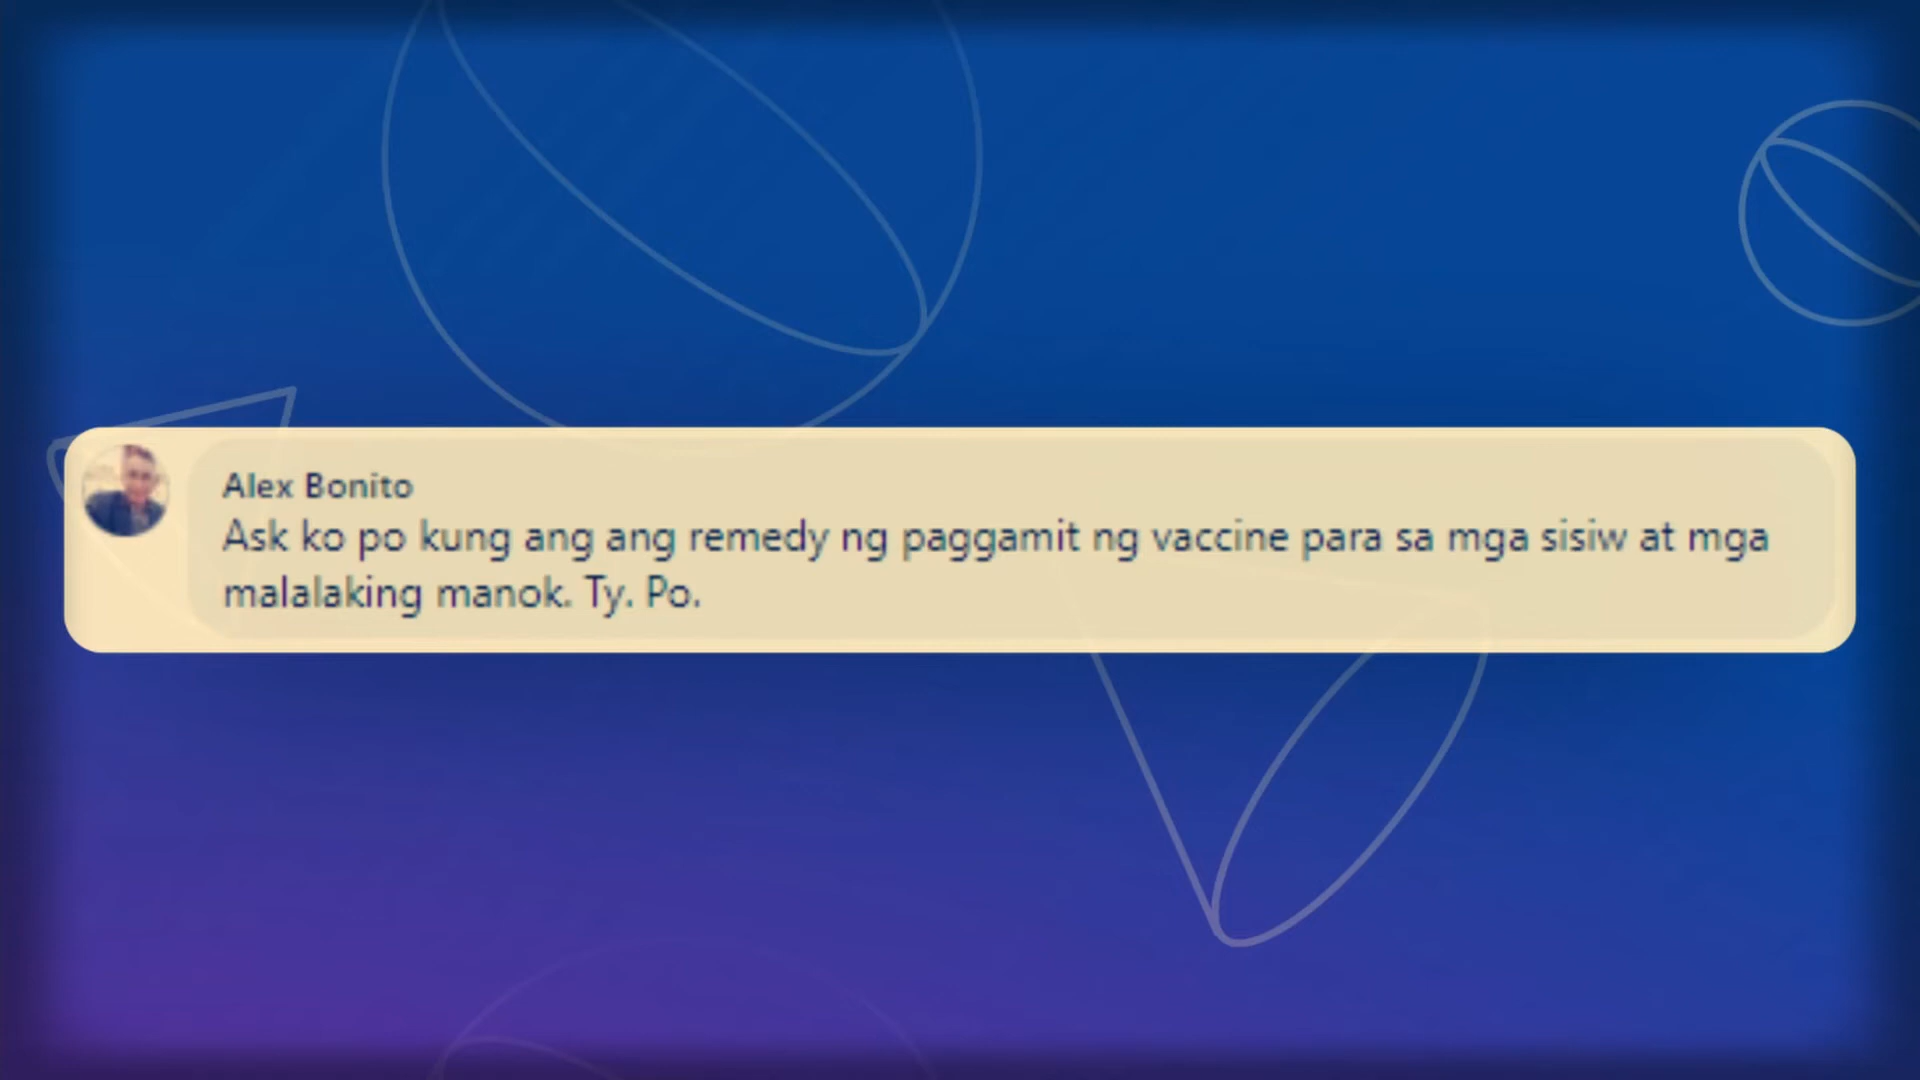 Alex Bonito
Ask ko po kung ang ang remedy ng paggamit ng vaccine para sa mga sisiw at mga
malalaking manok. Ty. Po.